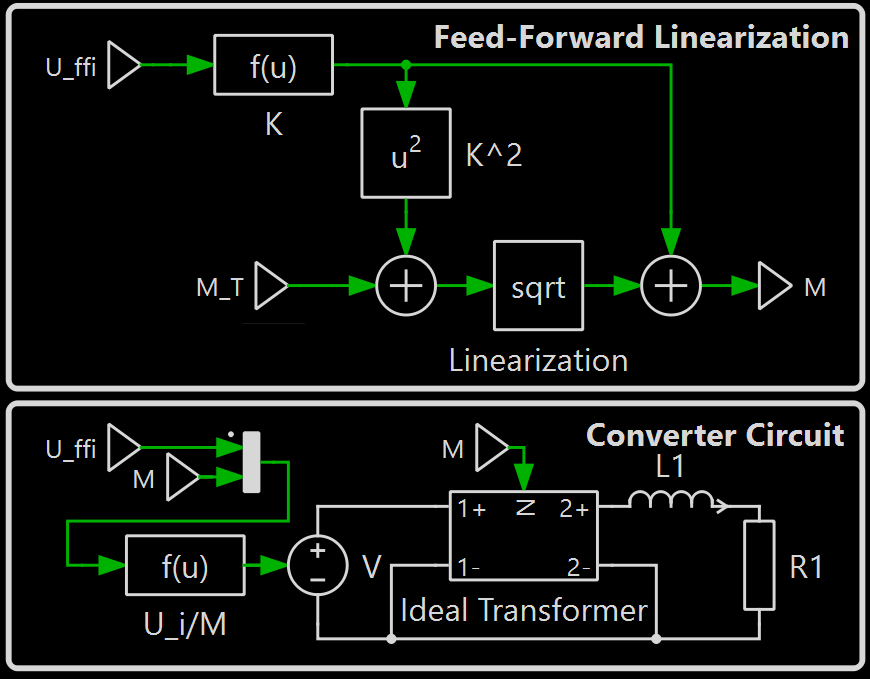 Feed-Forward Linearization
U_ffi
f(u)
K
u²
K^2
M_T
+
sqrt
+
M
Linearization
Converter Circuit
U_ffi
M
M
L1
1+
N
2+
f(u)
+
−
V
1-
2-
R1
U_i/M
Ideal Transformer